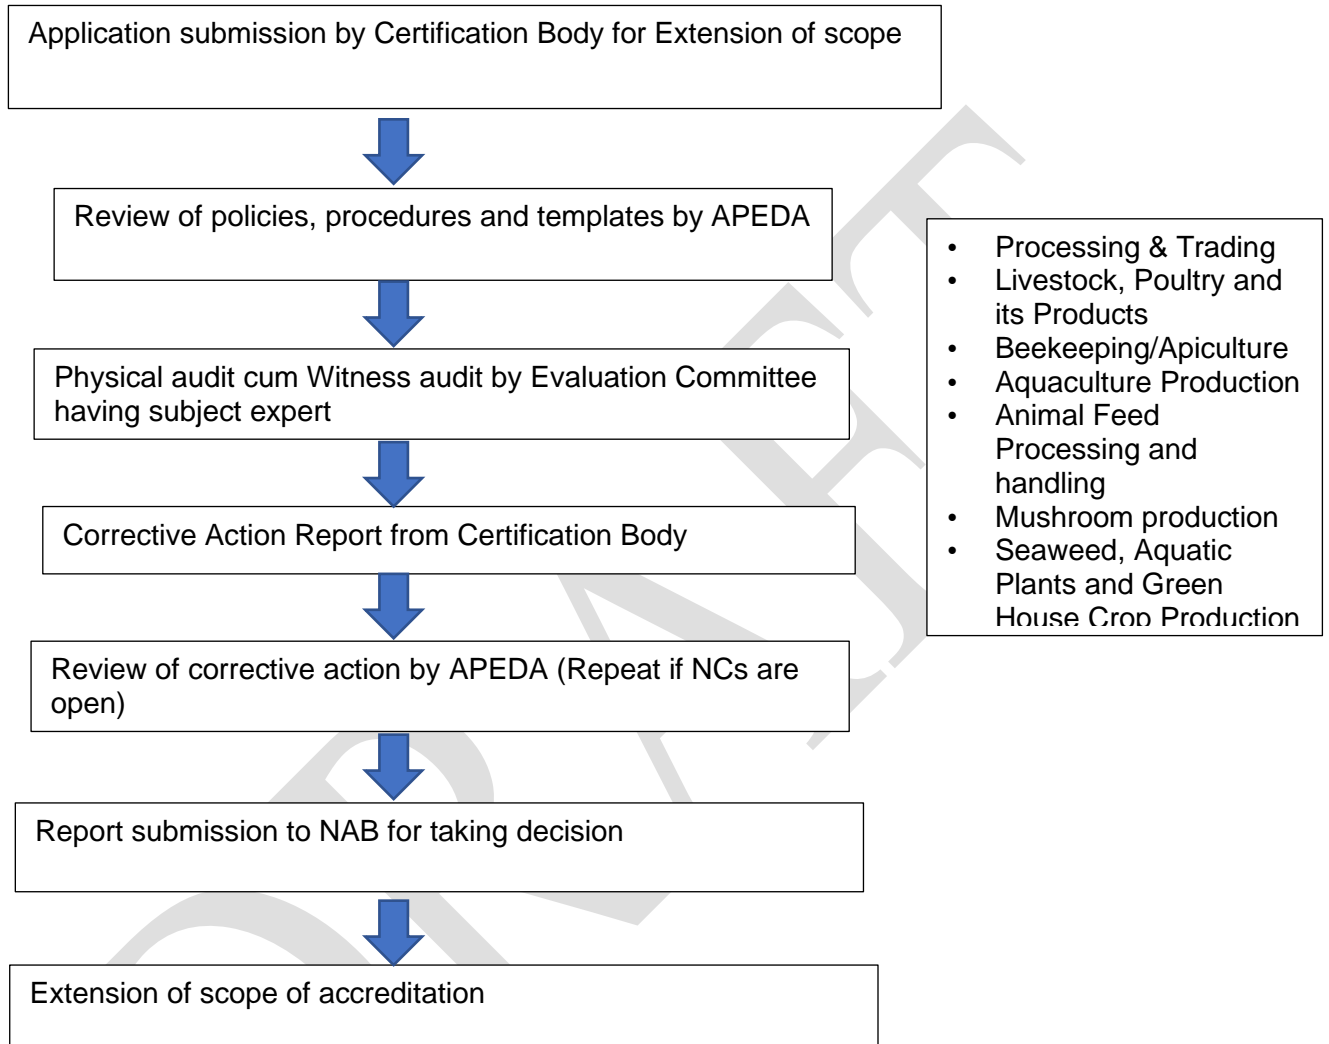 Application submission by Certification Body for Extension of scope
Review of policies, procedures and templates by APEDA
Physical audit cum Witness audit by Evaluation Committee
having subject expert
Corrective Action Report from Certification Body
Review of corrective action by APEDA (Repeat if NCs are
open)
Report submission to NAB for taking decision
Extension of scope of accreditation
• Processing & Trading
• Livestock, Poultry and
its Products
• Beekeeping/Apiculture
• Aquaculture Production
• Animal Feed
Processing and
handling
• Mushroom production
• Seaweed, Aquatic
Plants and Green
House Crop Production
DRAFT